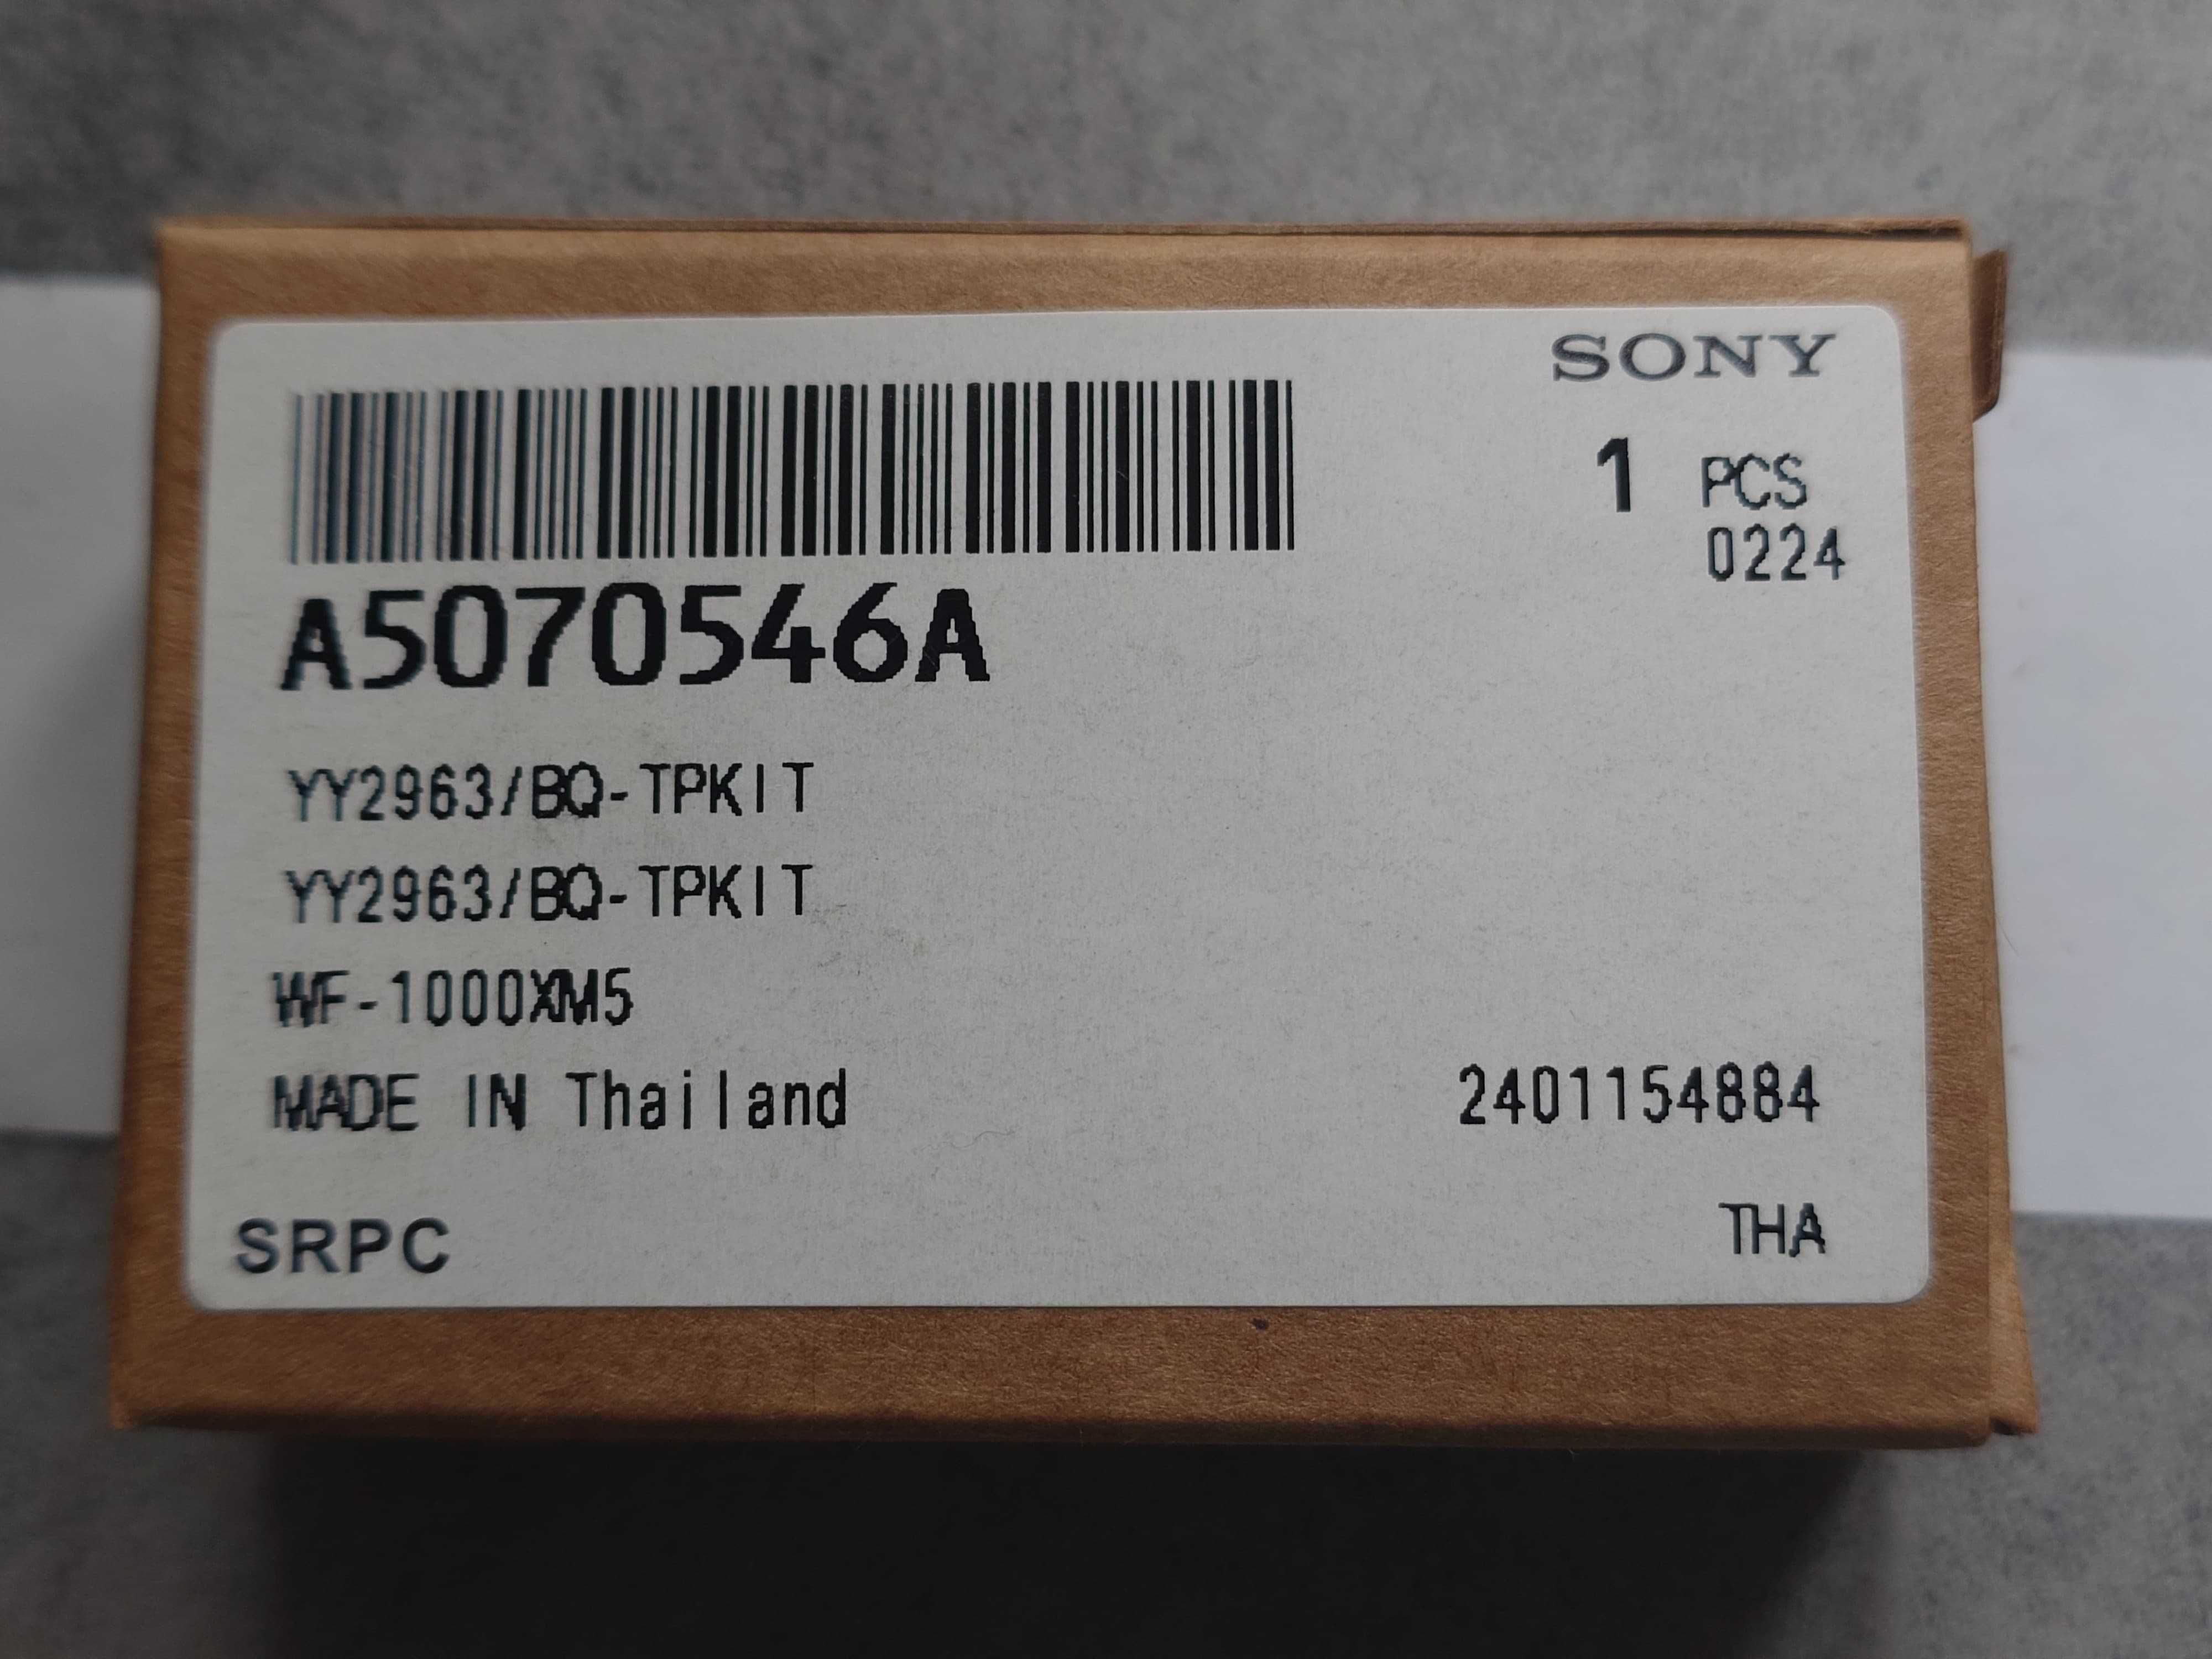 SONY
1 PCS
0224
A5070546A
YY2963/BQ-TPKIT
YY2963/BQ-TPKIT
WF-1000XM5
MADE IN Thailand
2401154884
SRPC
THA